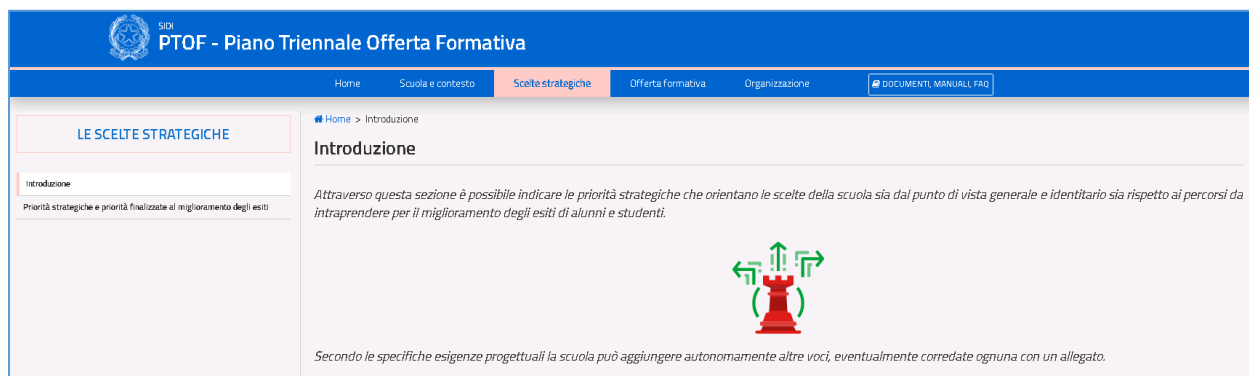 SIDI
PTOF - Piano Triennale Offerta Formativa
Home Scuola e contesto Scelte strategiche Offerta formativa Organizzazione DOCUMENTI, MANUALI, FAQ
LE SCELTE STRATEGICHE
Introduzione
Priorità strategiche e priorità finalizzate al miglioramento degli esiti
Home > Introduzione
Introduzione
Attraverso questa sezione è possibile indicare le priorità strategiche che orientano le scelte della scuola sia dal punto di vista generale e identitario sia rispetto ai percorsi da
intraprendere per il miglioramento degli esiti di alunni e studenti.
Secondo le specifiche esigenze progettuali la scuola può aggiungere autonomamente altre voci, eventualmente corredate ognuna con un allegato.